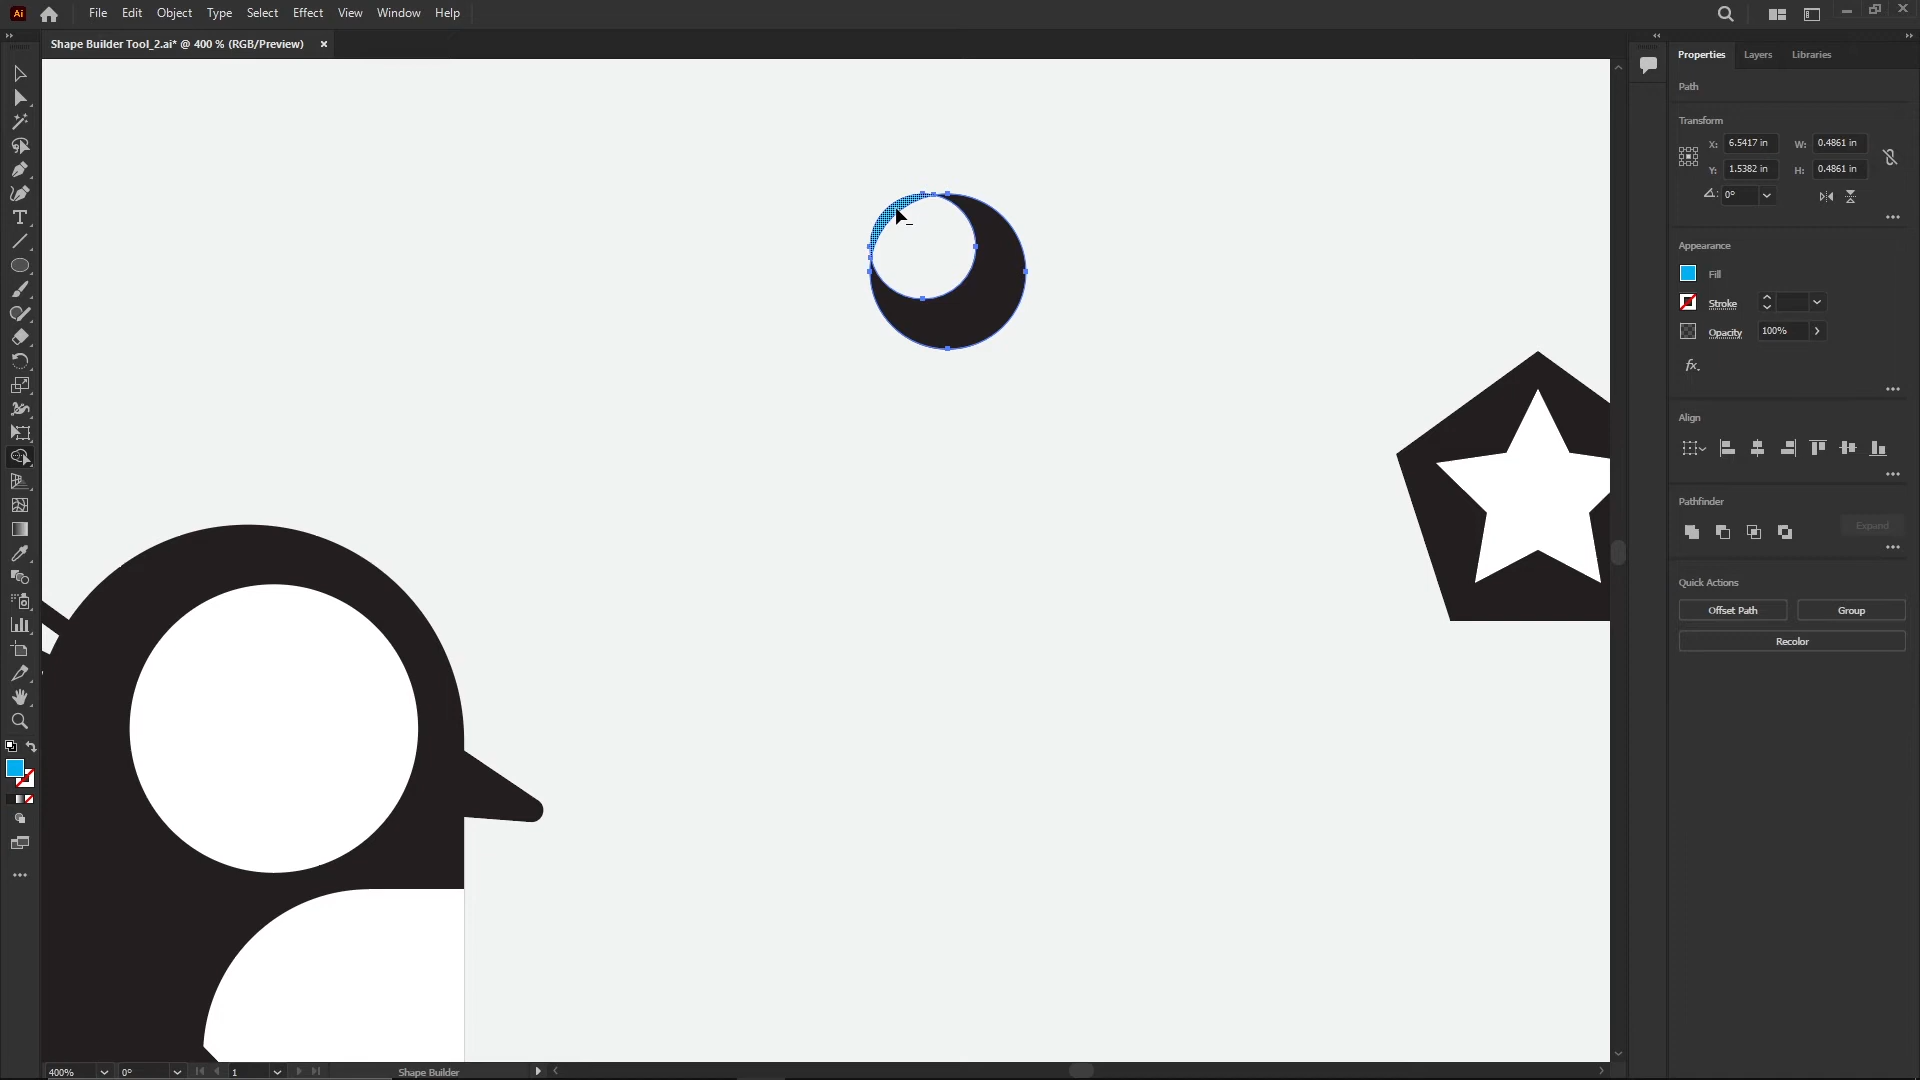 Ai File Edit Object Type Select Effect View Window Help
Shape Builder Tool_2.ai* @ 400 % (RGB/Preview) ×
Properties Layers Libraries
Path
Transform
X: 6.5417 in W: 0.4861 in
Y: 1.5382 in H: 0.4861 in
0°
Appearance
Fill
Stroke
Opacity 100%
fx.
Align
Pathfinder
Expand
Quick Actions
Offset Path Group
Recolor
400% 0° 1 Shape Builder